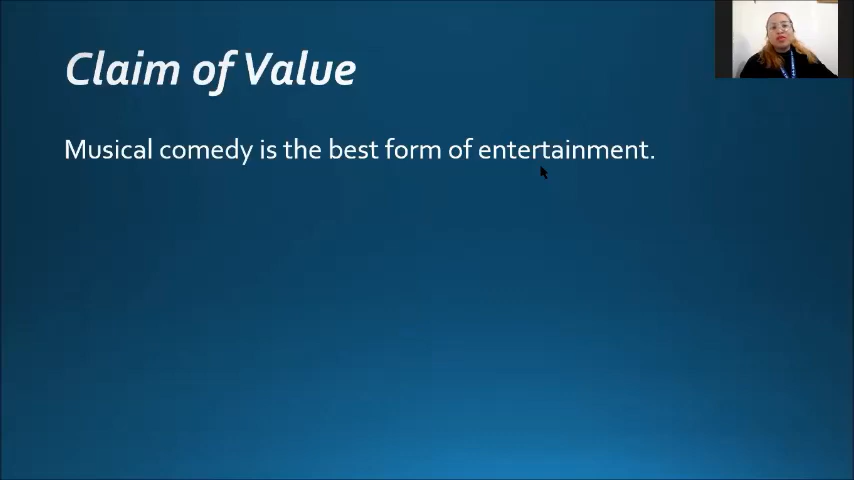 Claim of Value
Musical comedy is the best form of entertainment.